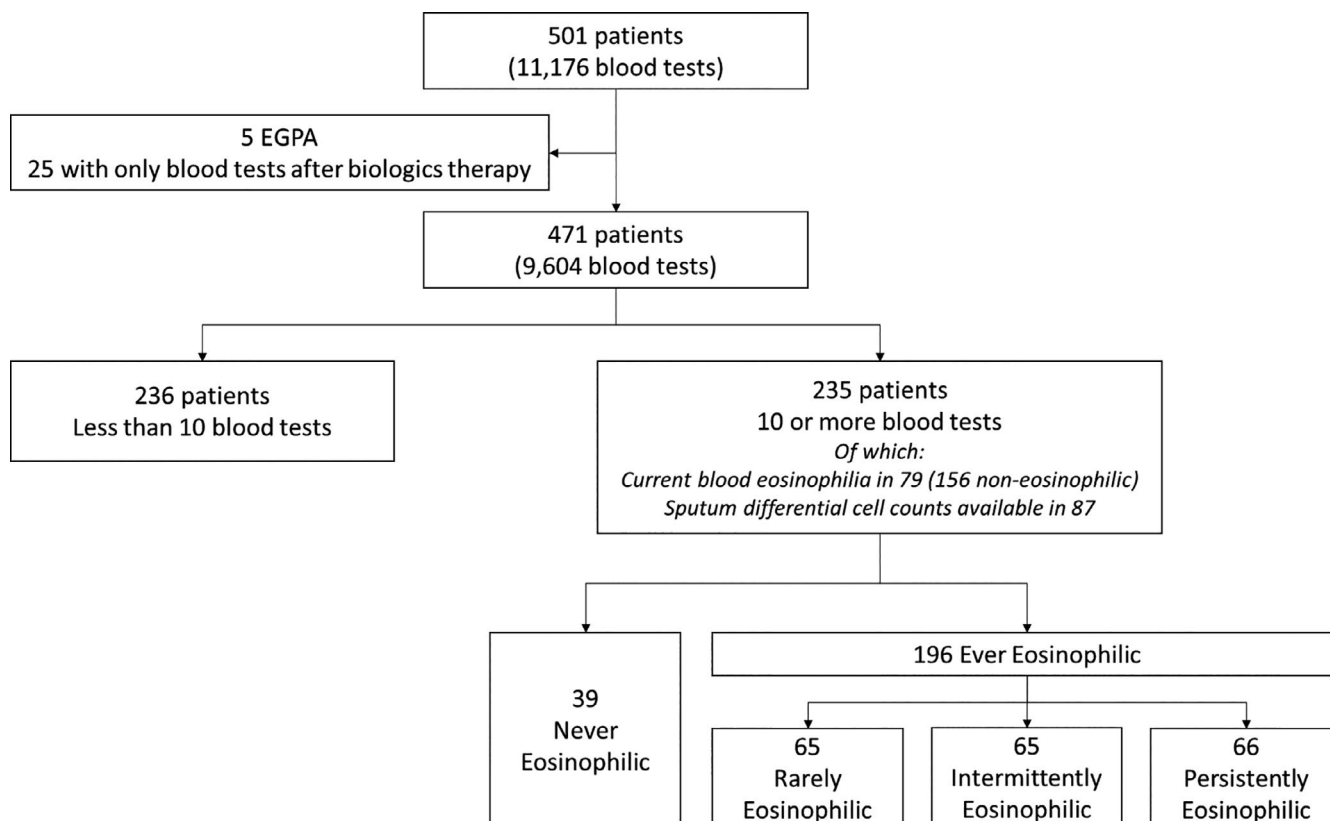 501 patients
(11,176 blood tests)
5 EGPA
25 with only blood tests after biologics therapy
471 patients
(9,604 blood tests)
236 patients
Less than 10 blood tests
235 patients
10 or more blood tests
Of which:
Current blood eosinophilia in 79 (156 non-eosinophilic)
Sputum differential cell counts available in 87
39
Never
Eosinophilic
196 Ever Eosinophilic
65
Rarely
Eosinophilic
65
Intermittently
Eosinophilic
66
Persistently
Eosinophilic